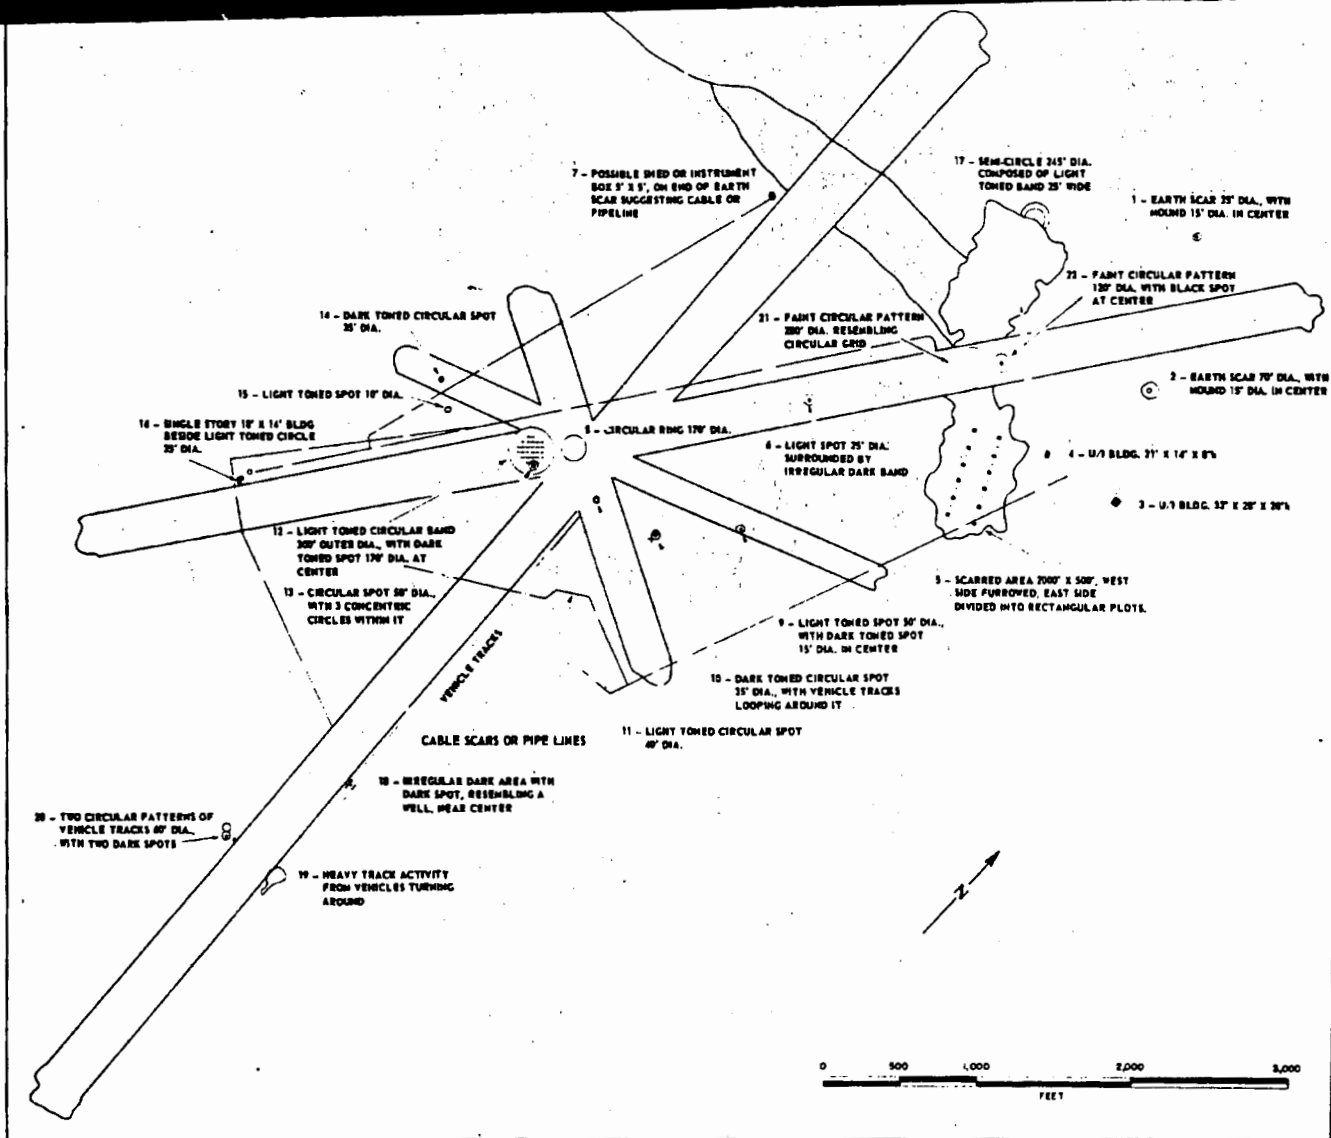 7 - POSSIBLE SHED OR INSTRUMENT
BOX 5' X 5', ON END OF EARTH
SCAR SUGGESTING CABLE OR
PIPELINE
17 - SEMI-CIRCLE 245' DIA.
COMPOSED OF LIGHT
TONED BAND 25' WIDE
1 - EARTH SCAR 35' DIA., WITH
MOUND 15' DIA. IN CENTER
22 - FAINT CIRCULAR PATTERN
120' DIA. WITH BLACK SPOT
AT CENTER
14 - DARK TONED CIRCULAR SPOT
25' DIA.
21 - FAINT CIRCULAR PATTERN
200' DIA. RESEMBLING
CIRCULAR GRID
2 - EARTH SCAR 70' DIA., WITH
MOUND 15' DIA. IN CENTER
15 - LIGHT TONED SPOT 10' DIA.
16 - SINGLE STORY 18' X 14' BLDG
BESIDE LIGHT TONED CIRCLE
25' DIA.
- CIRCULAR RING 170' DIA.
6 - LIGHT SPOT 25' DIA.
SURROUNDED BY
IRREGULAR DARK BAND
4 - U/I BLDG. 21' X 14' X 8'h
3 - U/I BLDG. 33' X 28' X
12 - LIGHT TONED CIRCULAR BAND
300' OUTER DIA., WITH DARK
TONED SPOT 170' DIA. AT
CENTER
13 - CIRCULAR SPOT 50' DIA.,
WITH 3 CONCENTRIC
CIRCLES WITHIN IT
5 - SCARRED AREA 2000' X 500', WEST
SIDE FURROWED, EAST SIDE
DIVIDED INTO RECTANGULAR PLOTS.
9 - LIGHT TONED SPOT 50' DIA.,
WITH DARK TONED SPOT
15' DIA. IN CENTER
VEHICLE TRACKS
10 - DARK TONED CIRCULAR SPOT
35' DIA., WITH VEHICLE TRACKS
LOOPING AROUND IT
11 - LIGHT TONED CIRCULAR SPOT
40' DIA.
CABLE SCARS OR PIPE LINES
18 - IRREGULAR DARK AREA WITH
DARK SPOT, RESEMBLING A
WELL, NEAR CENTER
20 - TWO CIRCULAR PATTERNS OF
VEHICLE TRACKS 60' DIA.,
WITH TWO DARK SPOTS
19 - HEAVY TRACK ACTIVITY
FROM VEHICLES TURNING
AROUND
N
0 500 1,000 2,000 3,000
FEET